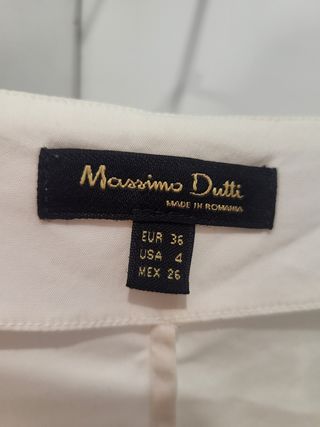 Massimo Dutti
MADE IN ROMANIA
EUR 36
USA 4
MEX 26